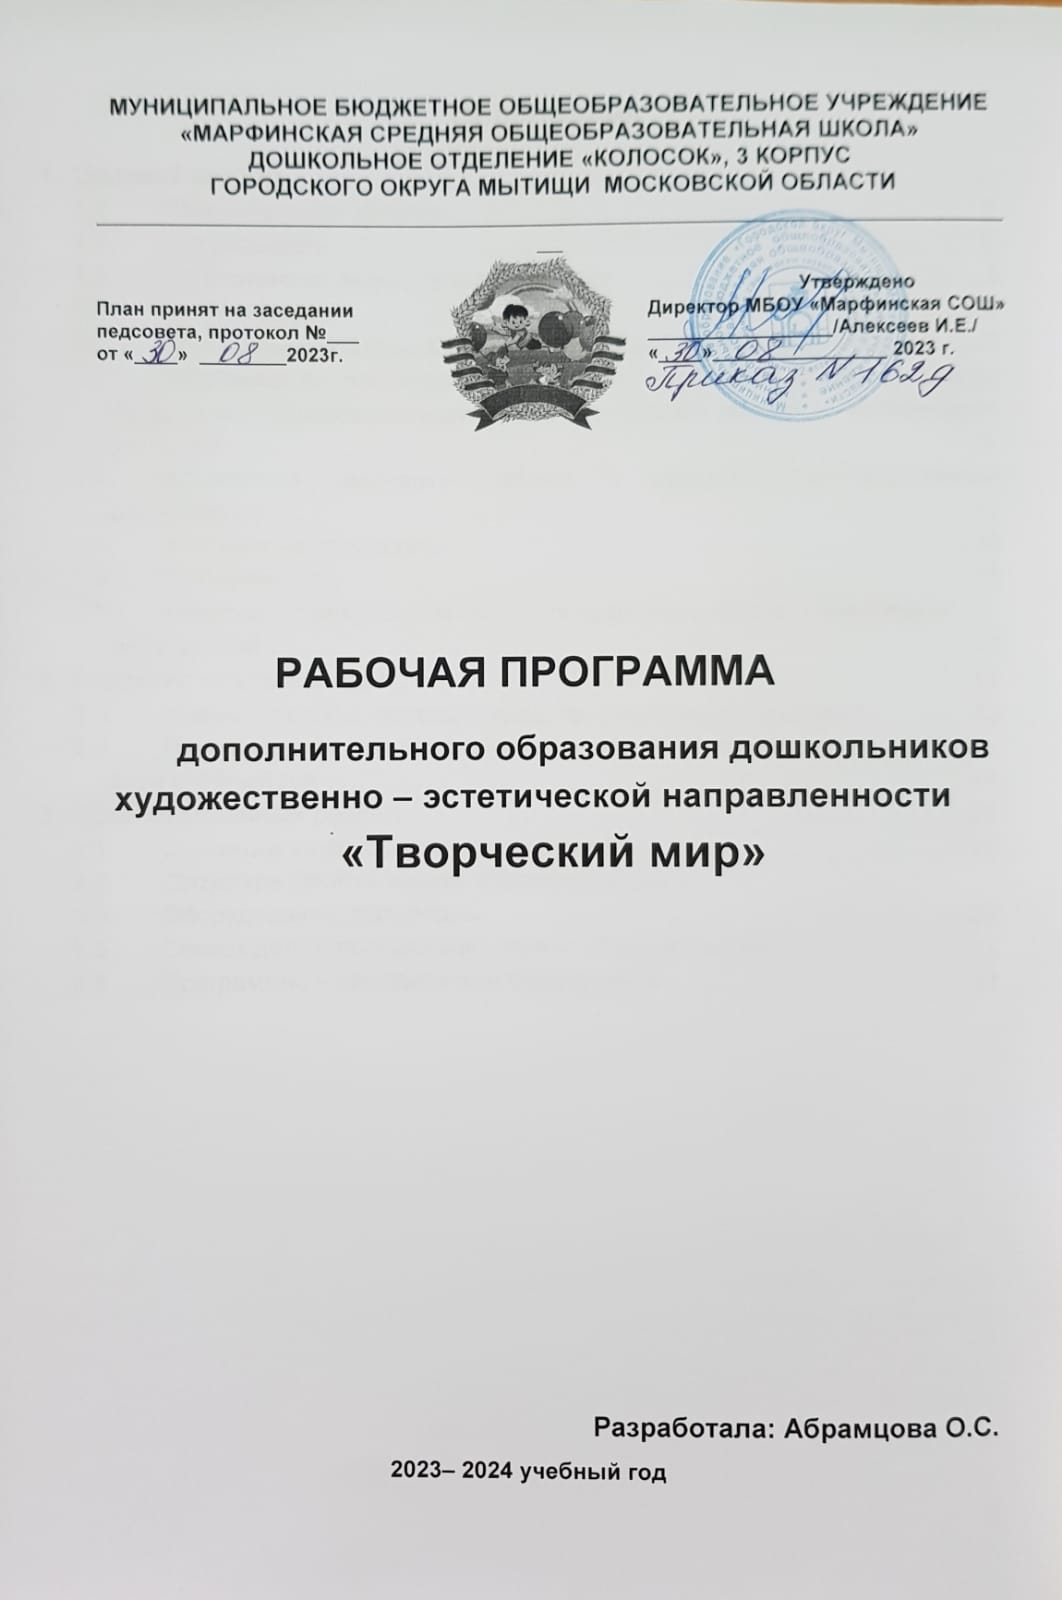 МУНИЦИПАЛЬНОЕ БЮДЖЕТНОЕ ОБЩЕОБРАЗОВАТЕЛЬНОЕ УЧРЕЖДЕНИЕ
«МАРФИНСКАЯ СРЕДНЯЯ ОБЩЕОБРАЗОВАТЕЛЬНАЯ ШКОЛА»
ДОШКОЛЬНОЕ ОТДЕЛЕНИЕ «КОЛОСОК», 3 КОРПУС
ГОРОДСКОГО ОКРУГА МЫТИЩИ МОСКОВСКОЙ ОБЛАСТИ
План принят на заседании
педсовета, протокол №___
от «30» 08 2023г.
Утверждено
Директор МБОУ «Марфинская СОШ»
/Алексеев И.Е./
«30» 08 2023 г.
Приказ N 162д
РАБОЧАЯ ПРОГРАММА
дополнительного образования дошкольников
художественно – эстетической направленности
«Творческий мир»
Разработала: Абрамцова О.С.
2023– 2024 учебный год